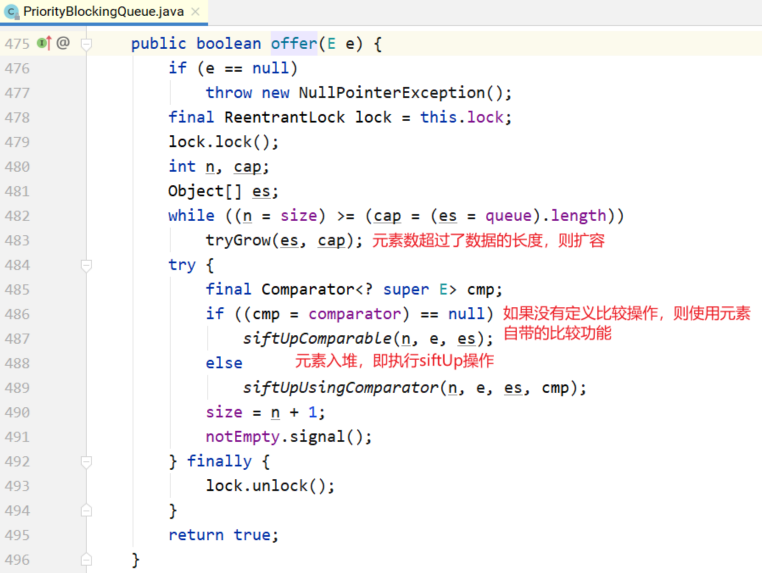 PriorityBlockingQueue.java
475 public boolean offer(E e) {
476 if (e == null)
477 throw new NullPointerException();
478 final ReentrantLock lock = this.lock;
479 lock.lock();
480 int n, cap;
481 Object[] es;
482 while ((n = size) >= (cap = (es = queue).length))
483 tryGrow(es, cap); 元素数超过了数据的长度，则扩容
484 try {
485 final Comparator<? super E> cmp;
486 if ((cmp = comparator) == null) 如果没有定义比较操作，则使用元素
487 siftUpComparable(n, e, es); 自带的比较功能
488 else 元素入堆，即执行siftUp操作
489 siftUpUsingComparator(n, e, es, cmp);
490 size = n + 1;
491 notEmpty.signal();
492 } finally {
493 lock.unlock();
494 }
495 return true;
496 }